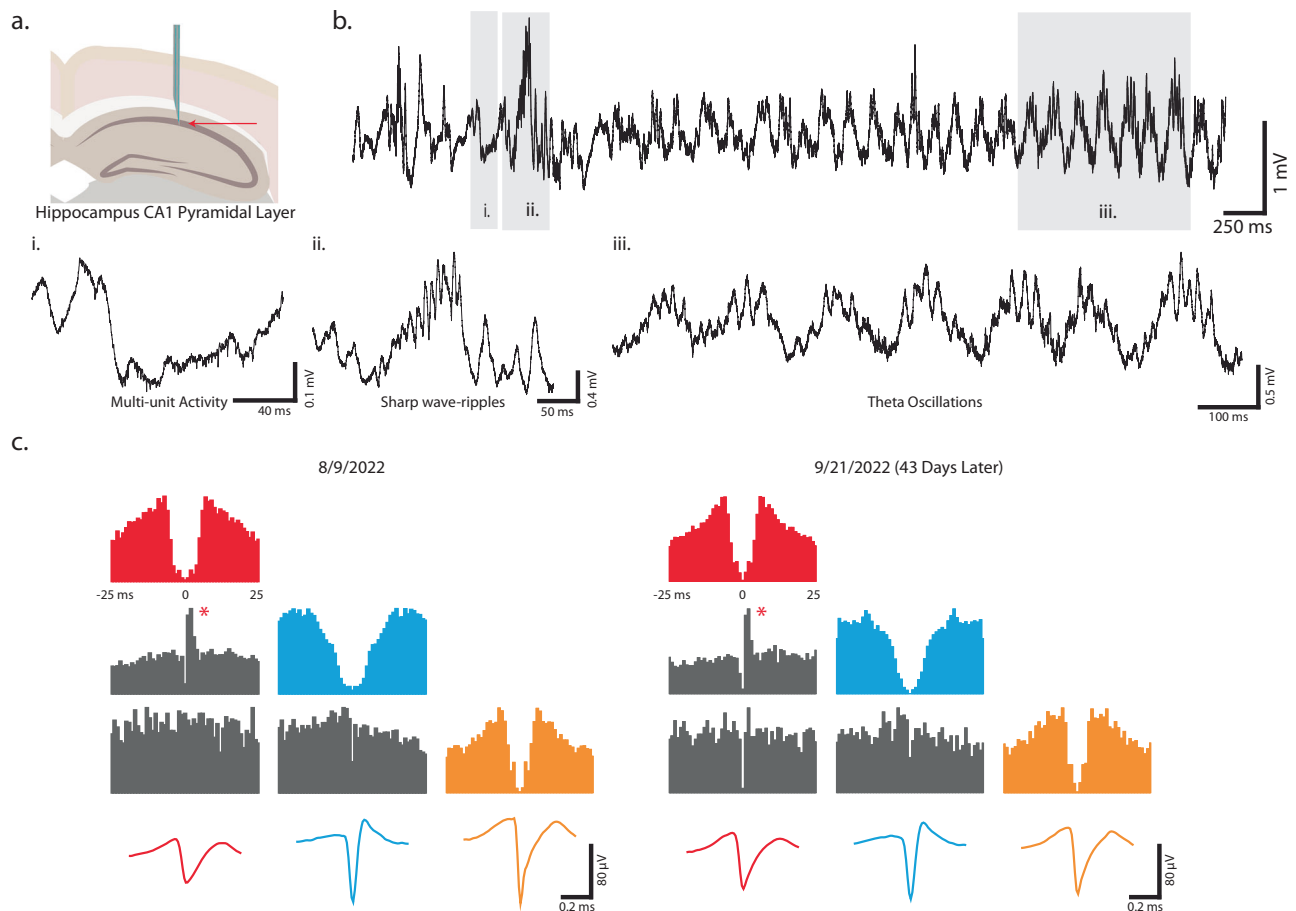 a.
b.
Hippocampus CA1 Pyramidal Layer
i.
ii.
iii.
1 mV
250 ms
i.
Multi-unit Activity
40 ms
0.1 mV
ii.
Sharp wave-ripples
50 ms
0.4 mV
iii.
Theta Oscillations
100 ms
0.5 mV
c.
8/9/2022
9/21/2022 (43 Days Later)
-25 ms 0 25
-25 ms 0 25
*
*
80 μV
0.2 ms
80 μV
0.2 ms